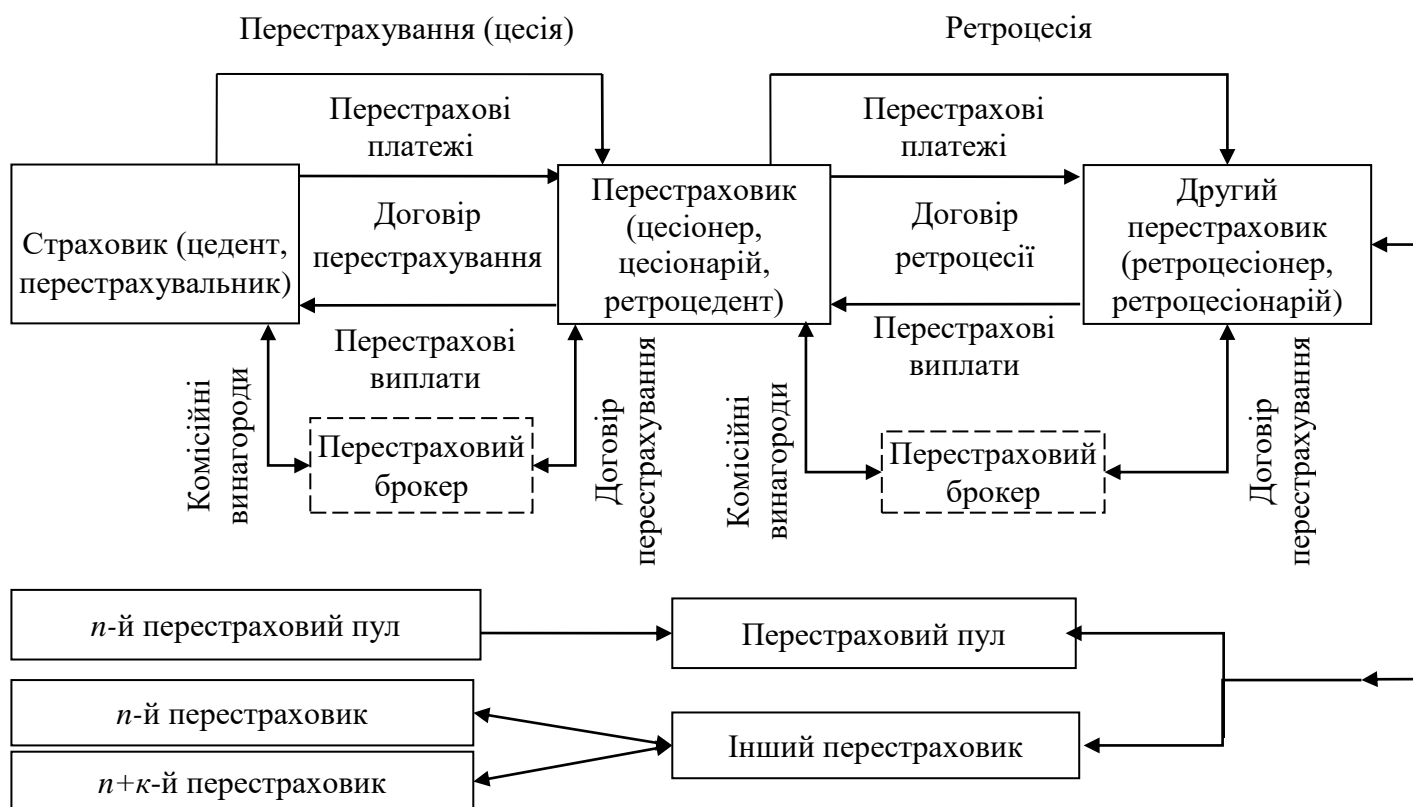 Перестрахування (цесія)
Ретроцесія
Перестрахові
платежі
Перестрахові
платежі
Страховик (цедент,
перестрахувальник)
Договір
перестрахування
Перестраховик
(цесіонер,
цесіонарій,
ретроцедент)
Договір
ретроцесії
Другий
перестраховик
(ретроцесіонер,
ретроцесіонарій)
Перестрахові
виплати
Перестрахові
виплати
Комісійні
винагороди
Перестраховий
брокер
Договір
перестрахування
Комісійні
винагороди
Перестраховий
брокер
Договір
перестрахування
n-й перестраховий пул
Перестраховий пул
n-й перестраховик
Інший перестраховик
n+к-й перестраховик